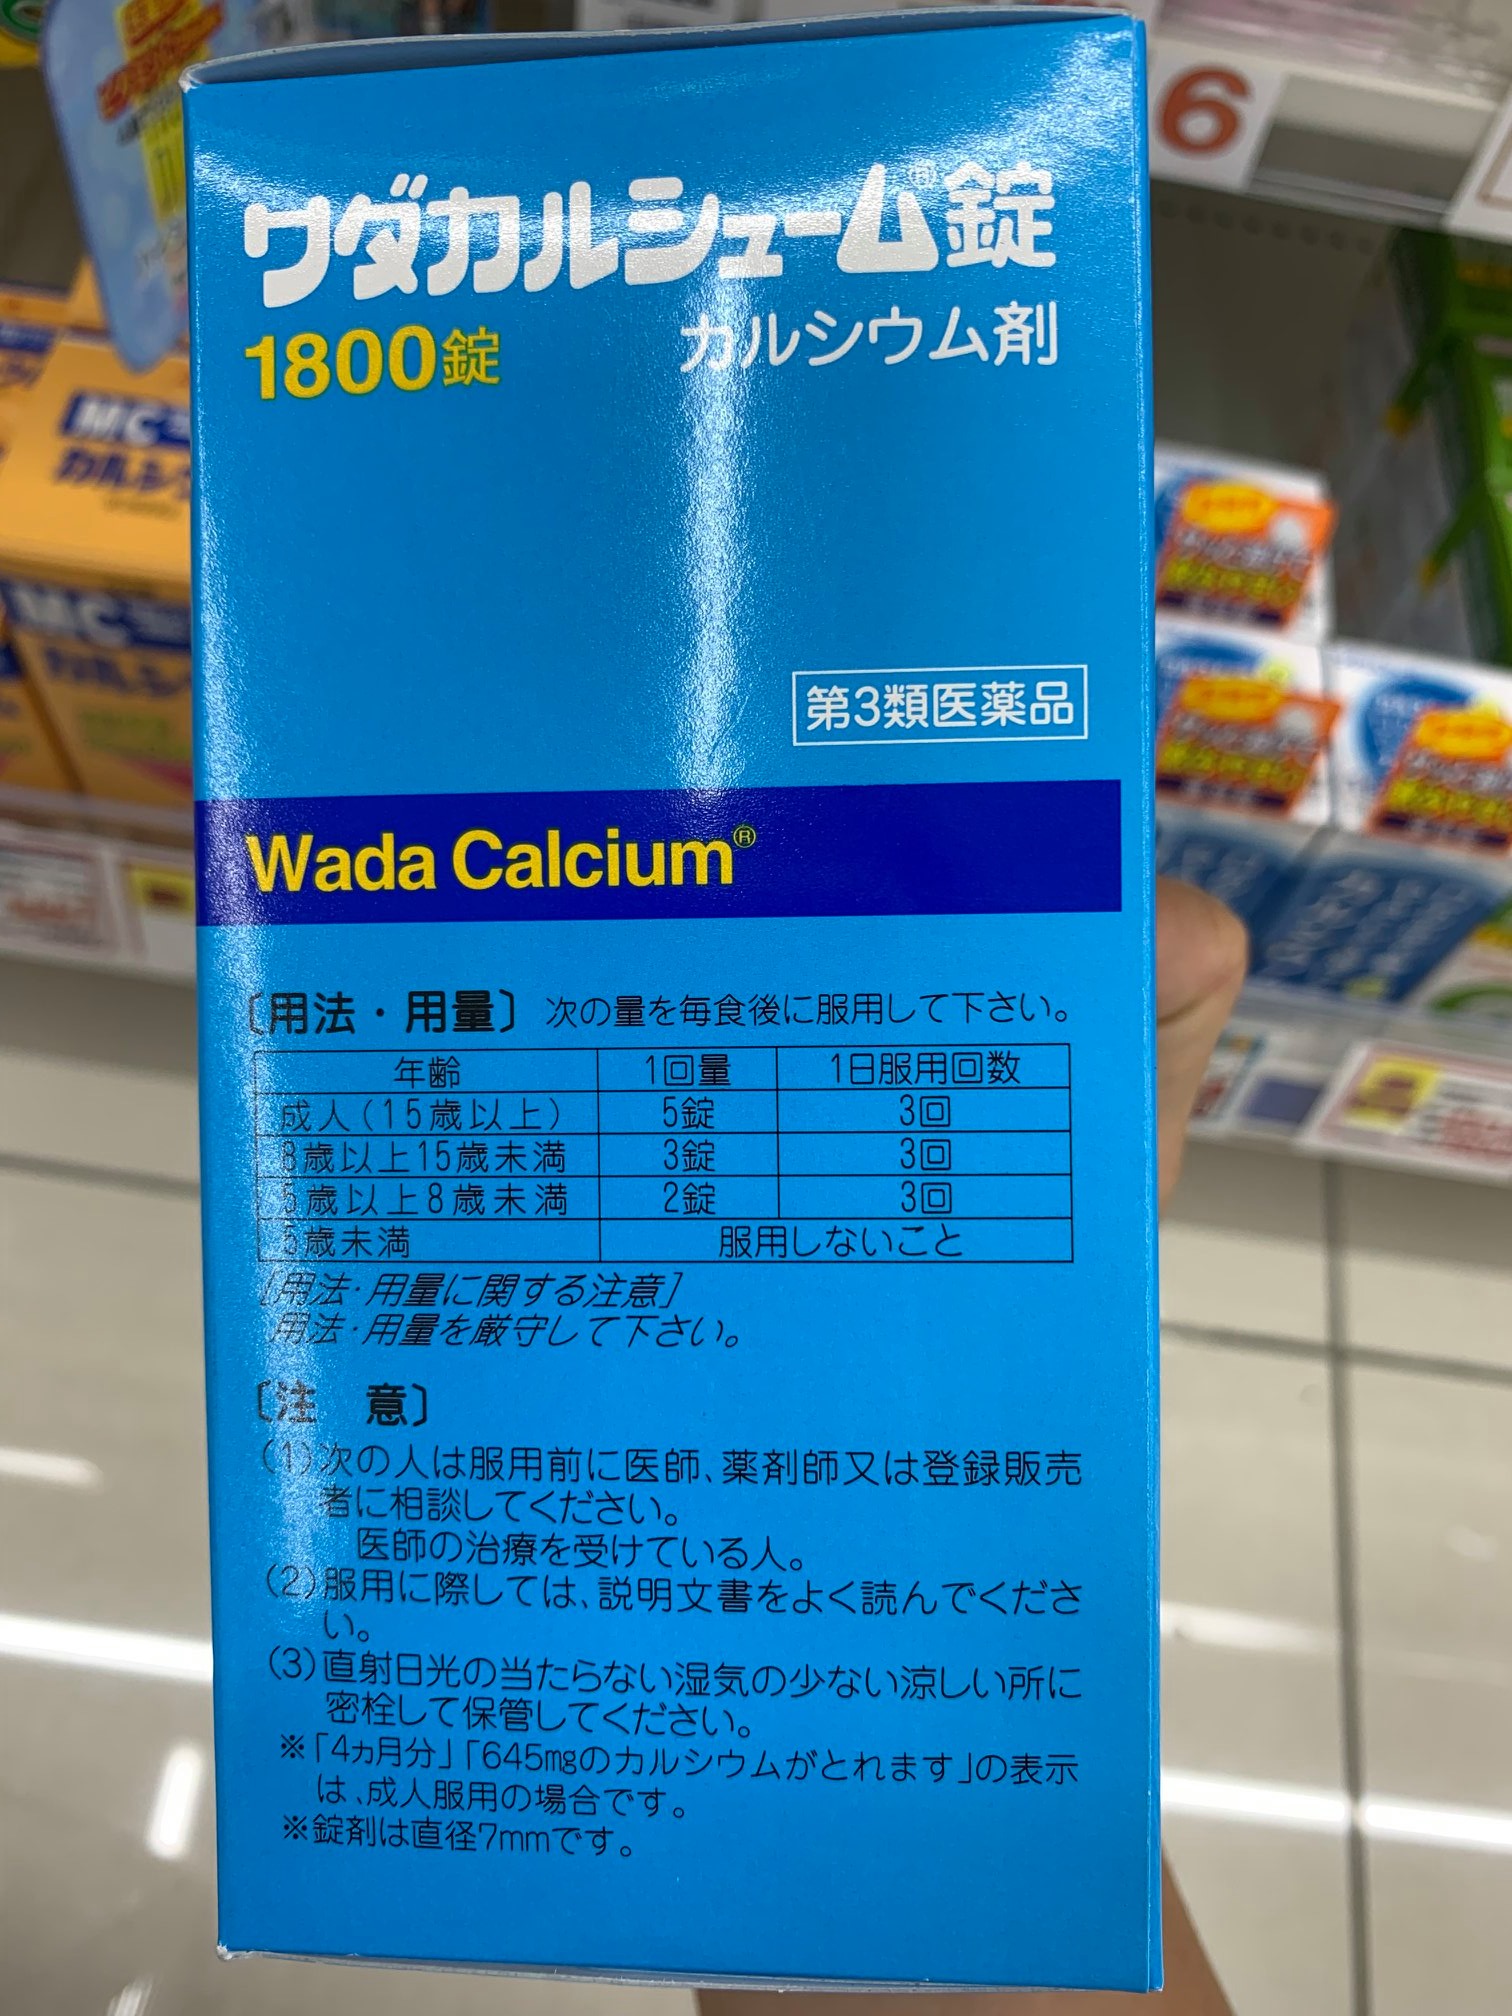 ワダカルシューム®錠
1800錠 カルシウム剤
第3類医薬品
Wada Calcium®
〔用法・用量〕 次の量を毎食後に服用して下さい。
年齢 1回量 1日服用回数
成人(15歳以上) 5錠 3回
8歳以上15歳未満 3錠 3回
5歳以上8歳未満 2錠 3回
5歳未満 服用しないこと
[用法・用量に関する注意]
用法・用量を厳守して下さい。
〔注 意〕
(1)次の人は服用前に医師、薬剤師又は登録販売
者に相談してください。
医師の治療を受けている人。
(2)服用に際しては、説明文書をよく読んでくださ
い。
(3)直射日光の当たらない湿気の少ない涼しい所に
密栓して保管してください。
※「4ヵ月分」「645mgのカルシウムがとれます」の表示
は、成人服用の場合です。
※錠剤は直径7mmです。
6
MC
カルシ
MC
カルシ